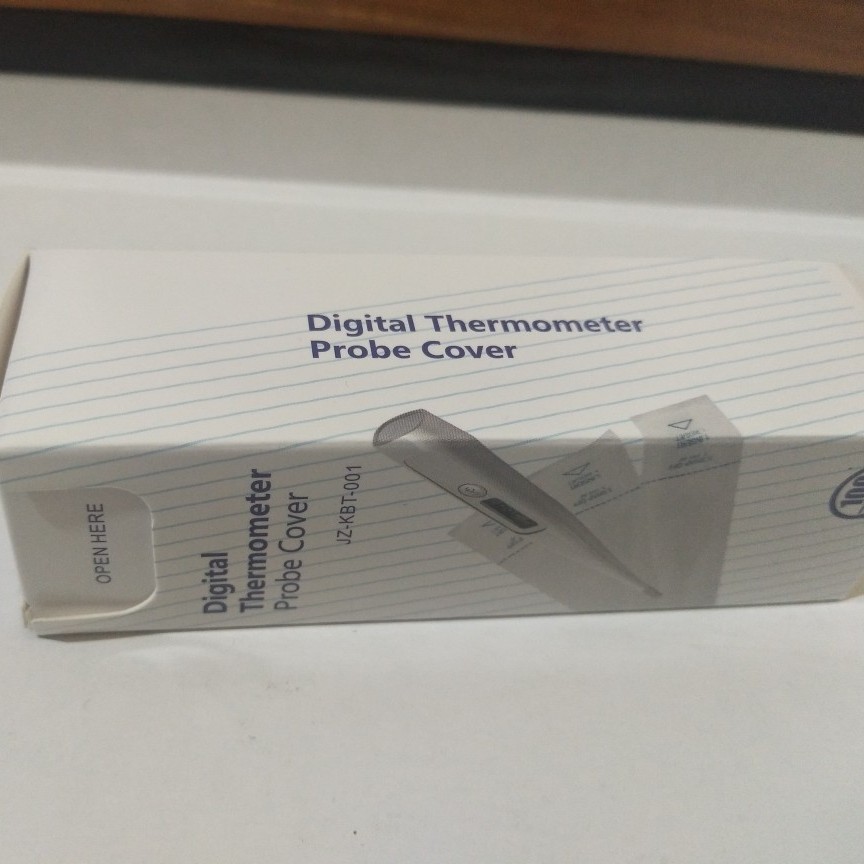 Digital Thermometer
Probe Cover
OPEN HERE
Digital
Thermometer
Probe Cover
JZ-KBT-001